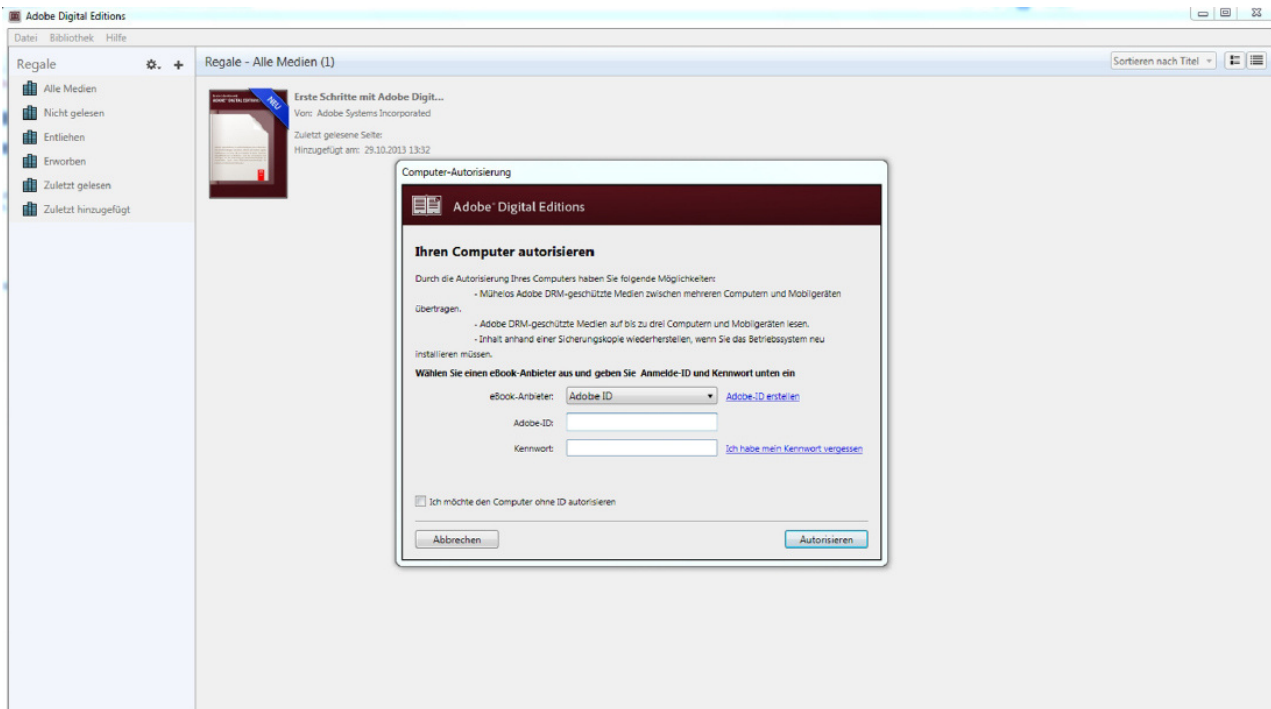 Adobe Digital Editions
Datei Bibliothek Hilfe
Regale
Regale - Alle Medien (1)
Sortieren nach Titel
Alle Medien
Nicht gelesen
Entliehen
Erworben
Zuletzt gelesen
Zuletzt hinzugefügt
NEU
Erste Schritte mit Adobe Digit...
Von: Adobe Systems Incorporated
Zuletzt gelesene Seite:
Hinzugefügt am: 29.10.2013 13:32
Computer-Autorisierung
Adobe® Digital Editions
Ihren Computer autorisieren
Durch die Autorisierung Ihres Computers haben Sie folgende Möglichkeiten:
- Mühelos Adobe DRM-geschützte Medien zwischen mehreren Computern und Mobilgeräten
übertragen.
- Adobe DRM-geschützte Medien auf bis zu drei Computern und Mobilgeräten lesen.
- Inhalt anhand einer Sicherungskopie wiederherstellen, wenn Sie das Betriebssystem neu
installieren müssen.
Wählen Sie einen eBook-Anbieter aus und geben Sie Anmelde-ID und Kennwort unten ein
eBook-Anbieter: Adobe ID Adobe-ID erstellen
Adobe-ID:
Kennwort: Ich habe mein Kennwort vergessen
Ich möchte den Computer ohne ID autorisieren
Abbrechen Autorisieren